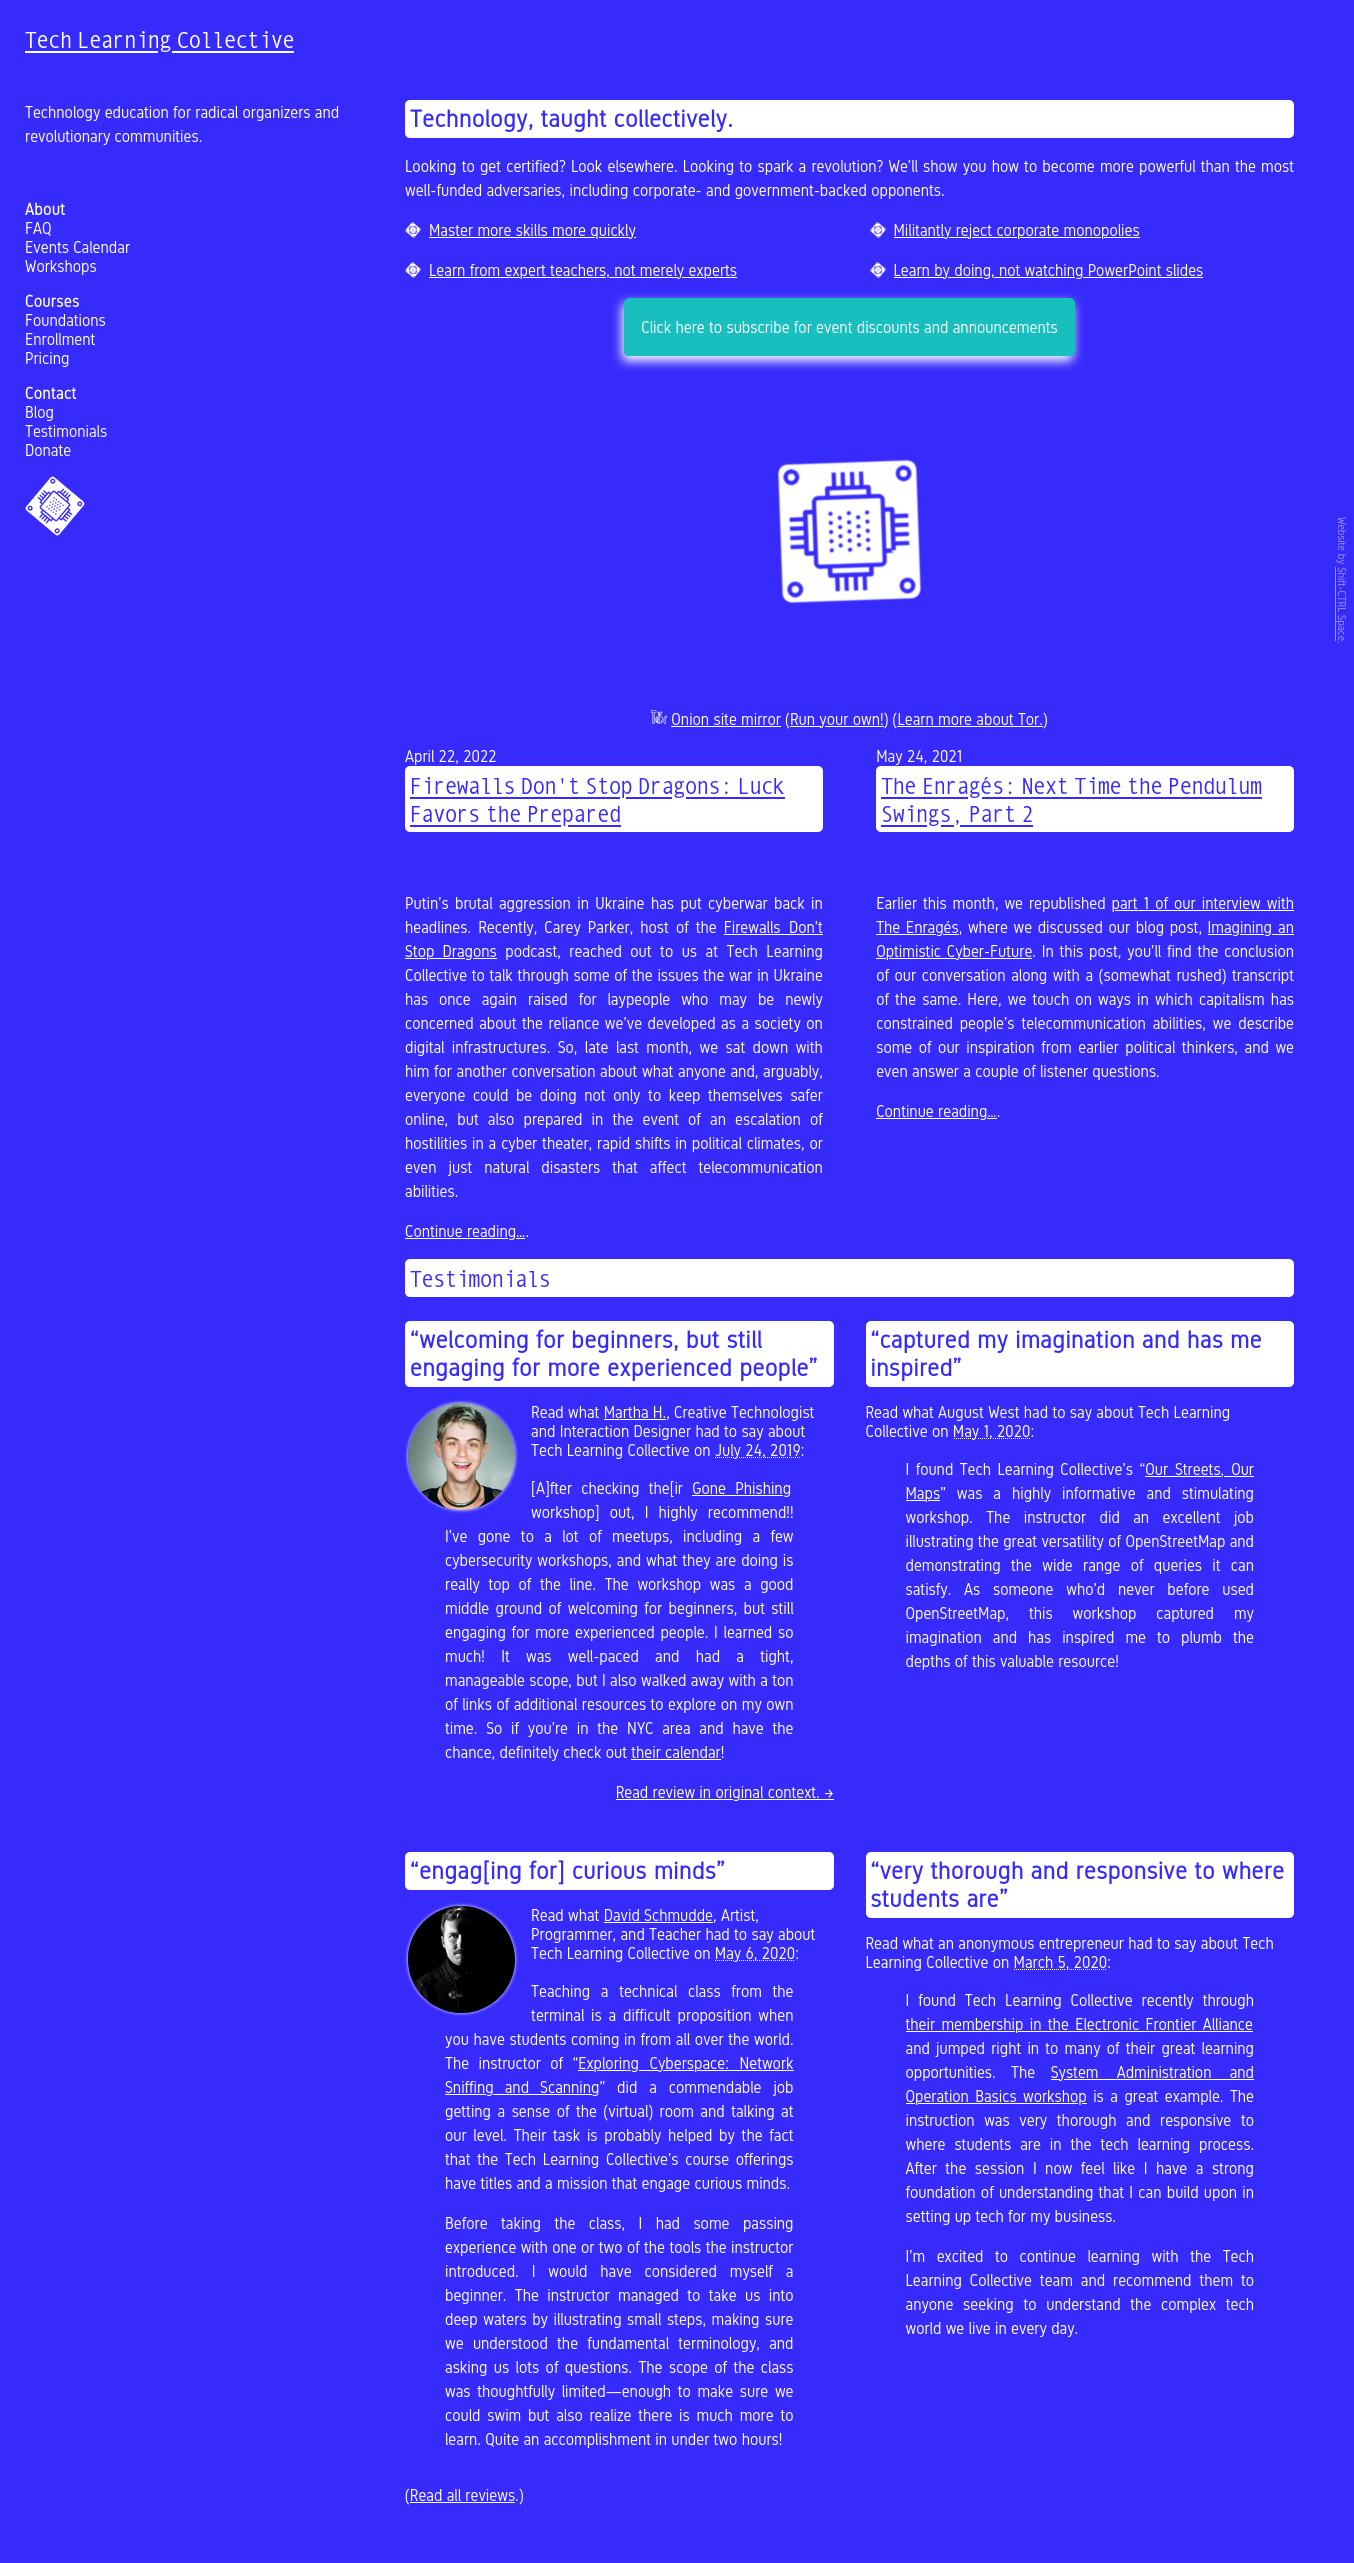 Tech Learning Collective
Technology education for radical organizers and
revolutionary communities.
About
FAQ
Events Calendar
Workshops
Courses
Foundations
Enrollment
Pricing
Contact
Blog
Testimonials
Donate
Technology, taught collectively.
Looking to get certified? Look elsewhere. Looking to spark a revolution? We’ll show you how to become more powerful than the most
well-funded adversaries, including corporate- and government-backed opponents.
Master more skills more quickly
Militantly reject corporate monopolies
Learn from expert teachers, not merely experts
Learn by doing, not watching PowerPoint slides
Click here to subscribe for event discounts and announcements
Website by Shift-CTRL Space.
Onion site mirror (Run your own!) (Learn more about Tor.)
April 22, 2022
Firewalls Don't Stop Dragons: Luck
Favors the Prepared
Putin’s brutal aggression in Ukraine has put cyberwar back in
headlines. Recently, Carey Parker, host of the Firewalls Don’t
Stop Dragons podcast, reached out to us at Tech Learning
Collective to talk through some of the issues the war in Ukraine
has once again raised for laypeople who may be newly
concerned about the reliance we’ve developed as a society on
digital infrastructures. So, late last month, we sat down with
him for another conversation about what anyone and, arguably,
everyone could be doing not only to keep themselves safer
online, but also prepared in the event of an escalation of
hostilities in a cyber theater, rapid shifts in political climates, or
even just natural disasters that affect telecommunication
abilities.
Continue reading….
May 24, 2021
The Enragés: Next Time the Pendulum
Swings, Part 2
Earlier this month, we republished part 1 of our interview with
The Enragés, where we discussed our blog post, Imagining an
Optimistic Cyber-Future. In this post, you’ll find the conclusion
of our conversation along with a (somewhat rushed) transcript
of the same. Here, we touch on ways in which capitalism has
constrained people’s telecommunication abilities, we describe
some of our inspiration from earlier political thinkers, and we
even answer a couple of listener questions.
Continue reading….
Testimonials
“welcoming for beginners, but still
engaging for more experienced people”
Read what Martha H., Creative Technologist
and Interaction Designer had to say about
Tech Learning Collective on July 24, 2019:
[A]fter checking the[ir Gone Phishing
workshop] out, I highly recommend!!
I’ve gone to a lot of meetups, including a few
cybersecurity workshops, and what they are doing is
really top of the line. The workshop was a good
middle ground of welcoming for beginners, but still
engaging for more experienced people. I learned so
much! It was well-paced and had a tight,
manageable scope, but I also walked away with a ton
of links of additional resources to explore on my own
time. So if you’re in the NYC area and have the
chance, definitely check out their calendar!
Read review in original context. →
“captured my imagination and has me
inspired”
Read what August West had to say about Tech Learning
Collective on May 1, 2020:
I found Tech Learning Collective’s “Our Streets, Our
Maps” was a highly informative and stimulating
workshop. The instructor did an excellent job
illustrating the great versatility of OpenStreetMap and
demonstrating the wide range of queries it can
satisfy. As someone who’d never before used
OpenStreetMap, this workshop captured my
imagination and has inspired me to plumb the
depths of this valuable resource!
“engag[ing for] curious minds”
Read what David Schmudde, Artist,
Programmer, and Teacher had to say about
Tech Learning Collective on May 6, 2020:
Teaching a technical class from the
terminal is a difficult proposition when
you have students coming in from all over the world.
The instructor of “Exploring Cyberspace: Network
Sniffing and Scanning” did a commendable job
getting a sense of the (virtual) room and talking at
our level. Their task is probably helped by the fact
that the Tech Learning Collective’s course offerings
have titles and a mission that engage curious minds.
Before taking the class, I had some passing
experience with one or two of the tools the instructor
introduced. I would have considered myself a
beginner. The instructor managed to take us into
deep waters by illustrating small steps, making sure
we understood the fundamental terminology, and
asking us lots of questions. The scope of the class
was thoughtfully limited—enough to make sure we
could swim but also realize there is much more to
learn. Quite an accomplishment in under two hours!
“very thorough and responsive to where
students are”
Read what an anonymous entrepreneur had to say about Tech
Learning Collective on March 5, 2020:
I found Tech Learning Collective recently through
their membership in the Electronic Frontier Alliance
and jumped right in to many of their great learning
opportunities. The System Administration and
Operation Basics workshop is a great example. The
instruction was very thorough and responsive to
where students are in the tech learning process.
After the session I now feel like I have a strong
foundation of understanding that I can build upon in
setting up tech for my business.
I’m excited to continue learning with the Tech
Learning Collective team and recommend them to
anyone seeking to understand the complex tech
world we live in every day.
(Read all reviews.)